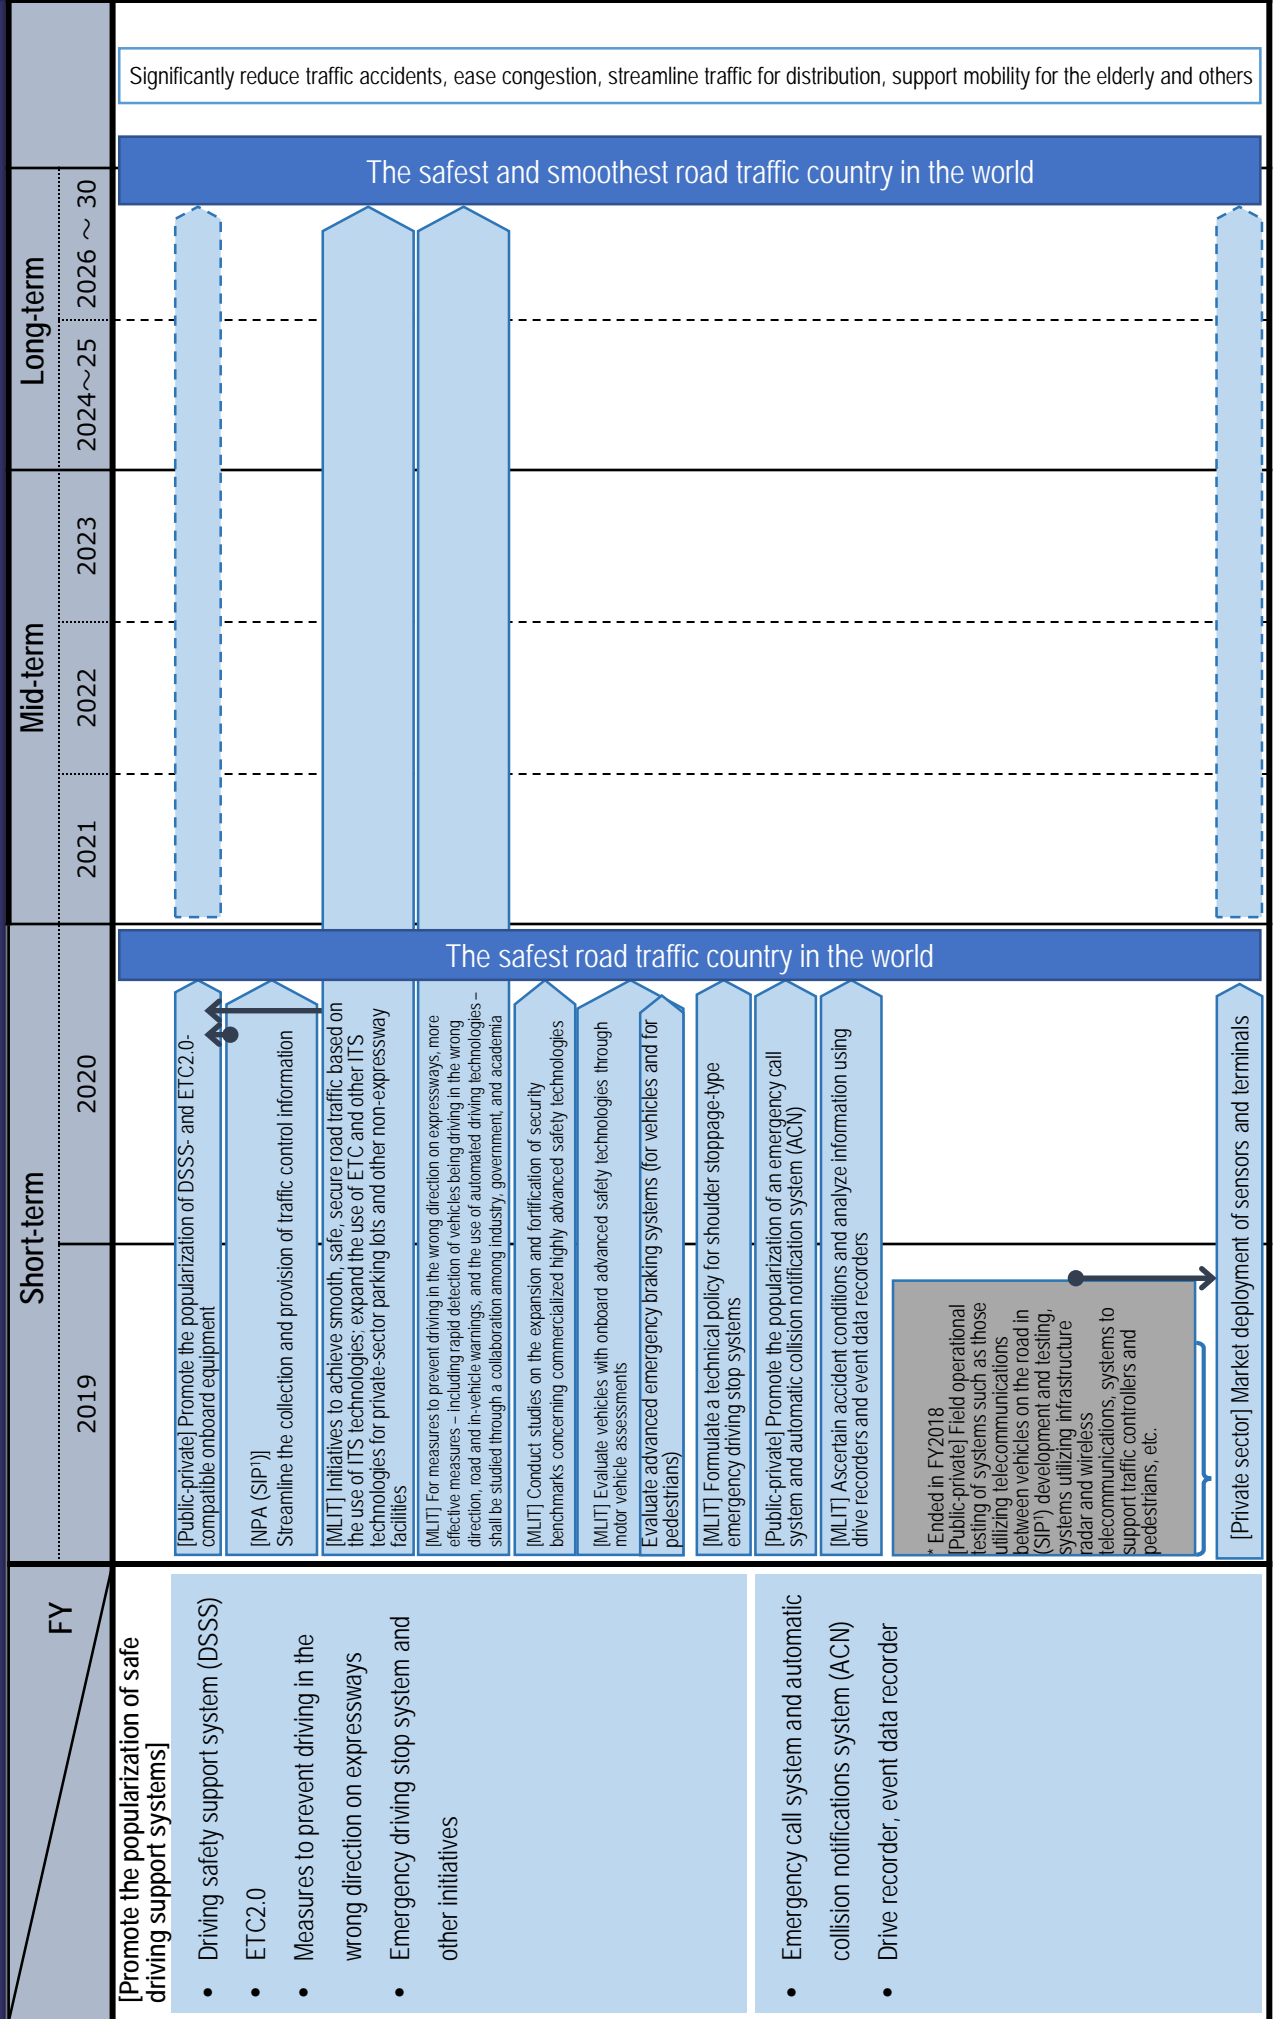 FY
Short-term
Mid-term
Long-term
2019
2020
2021
2022
2023
2024～25
2026 ～ 30
[Promote the popularization of safe
driving support systems]
• Driving safety support system (DSSS)
• ETC2.0
• Measures to prevent driving in the
wrong direction on expressways
• Emergency driving stop system and
other initiatives
• Emergency call system and automatic
collision notifications system (ACN)
• Drive recorder, event data recorder
[Public-private] Promote the popularization of DSSS- and ETC2.0-
compatible onboard equipment
[NPA (SIP¹)]
Streamline the collection and provision of traffic control information
[MLIT] Initiatives to achieve smooth, safe, secure road traffic based on
the use of ITS technologies; expand the use of ETC and other ITS
technologies for private-sector parking lots and other non-expressway
facilities
[MLIT] For measures to prevent driving in the wrong direction on expressways, more
effective measures – including rapid detection of vehicles being driving in the wrong
direction, road and in-vehicle warnings, and the use of automated driving technologies –
shall be studied through a collaboration among industry, government, and academia
[MLIT] Conduct studies on the expansion and fortification of security
benchmarks concerning commercialized highly advanced safety technologies
[MLIT] Evaluate vehicles with onboard advanced safety technologies through
motor vehicle assessments
Evaluate advanced emergency braking systems (for vehicles and for
pedestrians)
[MLIT] Formulate a technical policy for shoulder stoppage-type
emergency driving stop systems
[Public-private] Promote the popularization of an emergency call
system and automatic collision notification system (ACN)
[MLIT] Ascertain accident conditions and analyze information using
drive recorders and event data recorders
* Ended in FY2018
[Public-private] Field operational
testing of systems such as those
utilizing telecommunications
between vehicles on the road in
(SIP¹) development and testing,
systems utilizing infrastructure
radar and wireless
telecommunications, systems to
support traffic controllers and
pedestrians, etc.
[Private sector] Market deployment of sensors and terminals
The safest road traffic country in the world
The safest and smoothest road traffic country in the world
Significantly reduce traffic accidents, ease congestion, streamline traffic for distribution, support mobility for the elderly and others